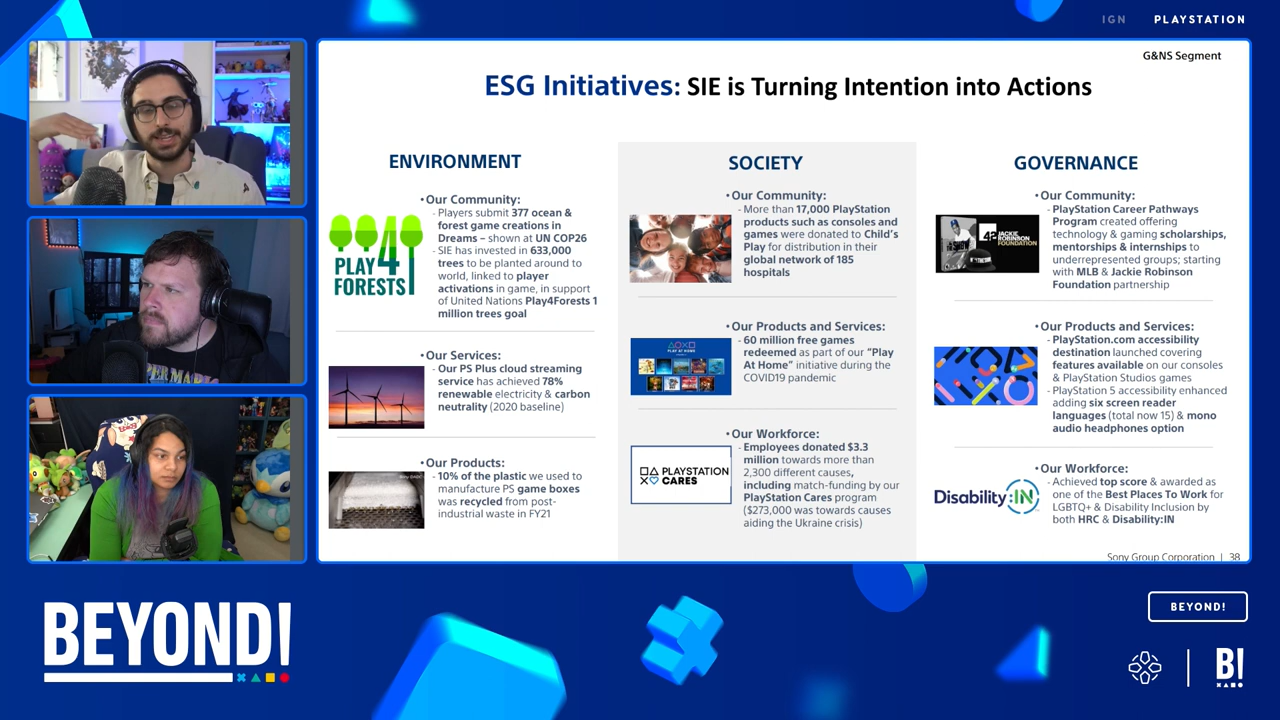 IGN PLAYSTATION
G&NS Segment
ESG Initiatives: SIE is Turning Intention into Actions
ENVIRONMENT
•Our Community:
- Players submit 377 ocean &
forest game creations in
Dreams – shown at UN COP26
- SIE has invested in 633,000
trees to be planted around to
world, linked to player
activations in game, in support
of United Nations Play4Forests 1
million trees goal
PLAY 4
FORESTS
•Our Services:
- Our PS Plus cloud streaming
service has achieved 78%
renewable electricity & carbon
neutrality (2020 baseline)
•Our Products:
- 10% of the plastic we used to
manufacture PS game boxes
was recycled from post-
industrial waste in FY21
SOCIETY
•Our Community:
- More than 17,000 PlayStation
products such as consoles and
games were donated to Child's
Play for distribution in their
global network of 185
hospitals
•Our Products and Services:
- 60 million free games
redeemed as part of our "Play
At Home" initiative during the
COVID19 pandemic
PLAY AT HOME
•Our Workforce:
- Employees donated $3.3
million towards more than
2,300 different causes,
including match-funding by our
PlayStation Cares program
($273,000 was towards causes
aiding the Ukraine crisis)
PLAYSTATION
CARES
GOVERNANCE
•Our Community:
- PlayStation Career Pathways
Program created offering
technology & gaming scholarships,
mentorships & internships to
underrepresented groups; starting
with MLB & Jackie Robinson
Foundation partnership
42 JACKIE
ROBINSON
FOUNDATION
•Our Products and Services:
- PlayStation.com accessibility
destination launched covering
features available on our consoles
& PlayStation Studios games
- PlayStation 5 accessibility enhanced
adding six screen reader
languages (total now 15) & mono
audio headphones option
•Our Workforce:
- Achieved top score & awarded as
one of the Best Places To Work for
LGBTQ+ & Disability Inclusion by
both HRC & Disability:IN
Disability:IN
Sony Group Corporation | 38
BEYOND!
BEYOND!
B!